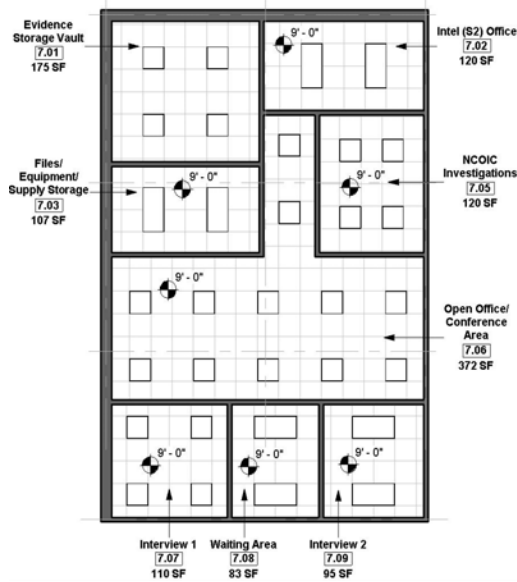 Evidence
Storage Vault
7.01
175 SF
Intel (S2) Office
7.02
120 SF
9' - 0"
Files/
Equipment/
Supply Storage
7.03
107 SF
9' - 0"
9' - 0"
NCOIC
Investigations
7.05
120 SF
9' - 0"
Open Office/
Conference
Area
7.06
372 SF
9' - 0"
9' - 0"
9' - 0"
Interview 1
7.07
110 SF
Waiting Area
7.08
83 SF
Interview 2
7.09
95 SF